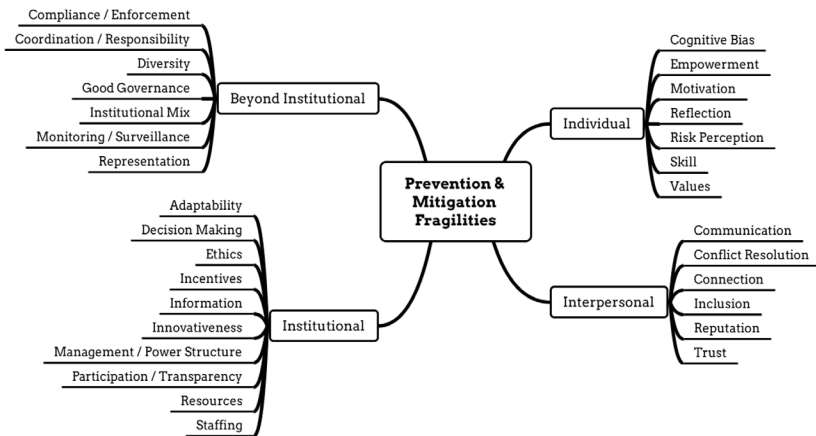 Prevention &
Mitigation
Fragilities
Beyond Institutional
Compliance / Enforcement
Coordination / Responsibility
Diversity
Good Governance
Institutional Mix
Monitoring / Surveillance
Representation
Institutional
Adaptability
Decision Making
Ethics
Incentives
Information
Innovativeness
Management / Power Structure
Participation / Transparency
Resources
Staffing
Individual
Cognitive Bias
Empowerment
Motivation
Reflection
Risk Perception
Skill
Values
Interpersonal
Communication
Conflict Resolution
Connection
Inclusion
Reputation
Trust